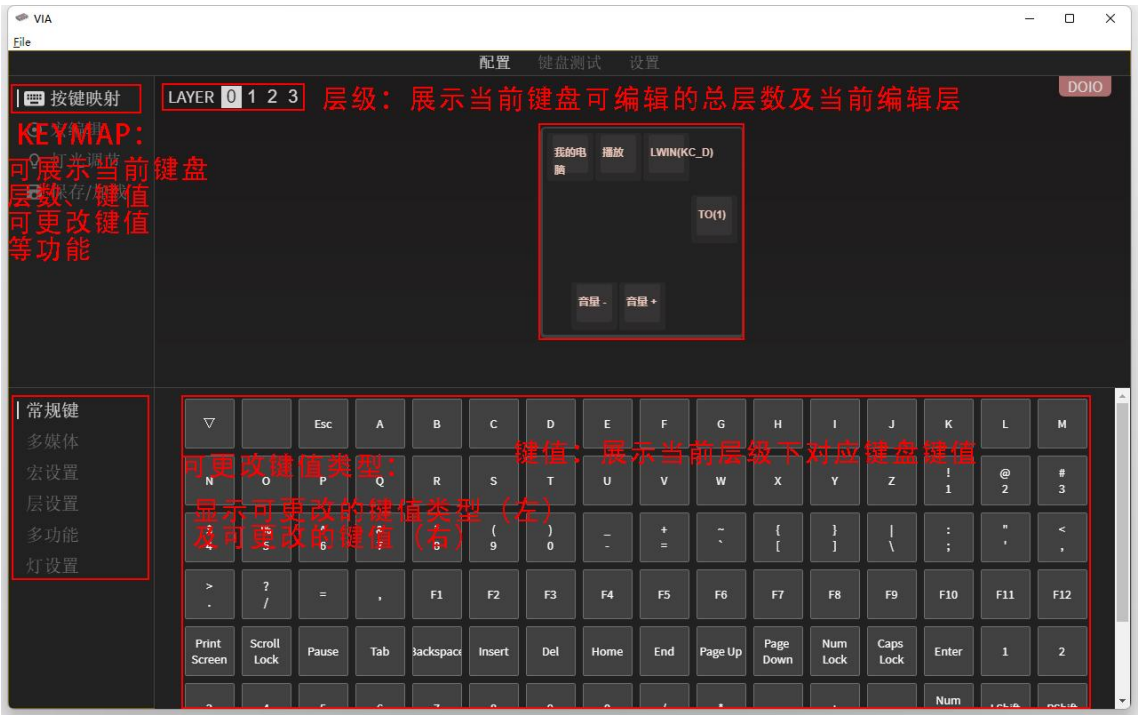 VIA
File
配置 键盘测试 设置
按键映射
LAYER 0 1 2 3
层级：展示当前键盘可编辑的总层数及当前编辑层
DOIO
KEYMAP：
可展示当前键盘
层数、键值
可更改键值
等功能
我的电脑 播放 LWIN(KC_D)
TO(1)
音量 - 音量 +
常规键
多媒体
宏设置
层设置
多功能
灯设置
▽ Esc A B C D E F G H I J K L M
键值：展示当前层级下对应键盘键值
可更改键值类型：
N O P Q R S T U V W X Y Z ! 1 @ 2 # 3
显示可更改的键值类型（左）
及可更改的键值（右）
4 5 6 7 8 ( 9 ) 0 _ - + = ~ ` { [ } ] | \ : ; " ' < ,
> . ? / = , F1 F2 F3 F4 F5 F6 F7 F8 F9 F10 F11 F12
Print Screen Scroll Lock Pause Tab Backspace Insert Del Home End Page Up Page Down Num Lock Caps Lock Enter 1 2
Num